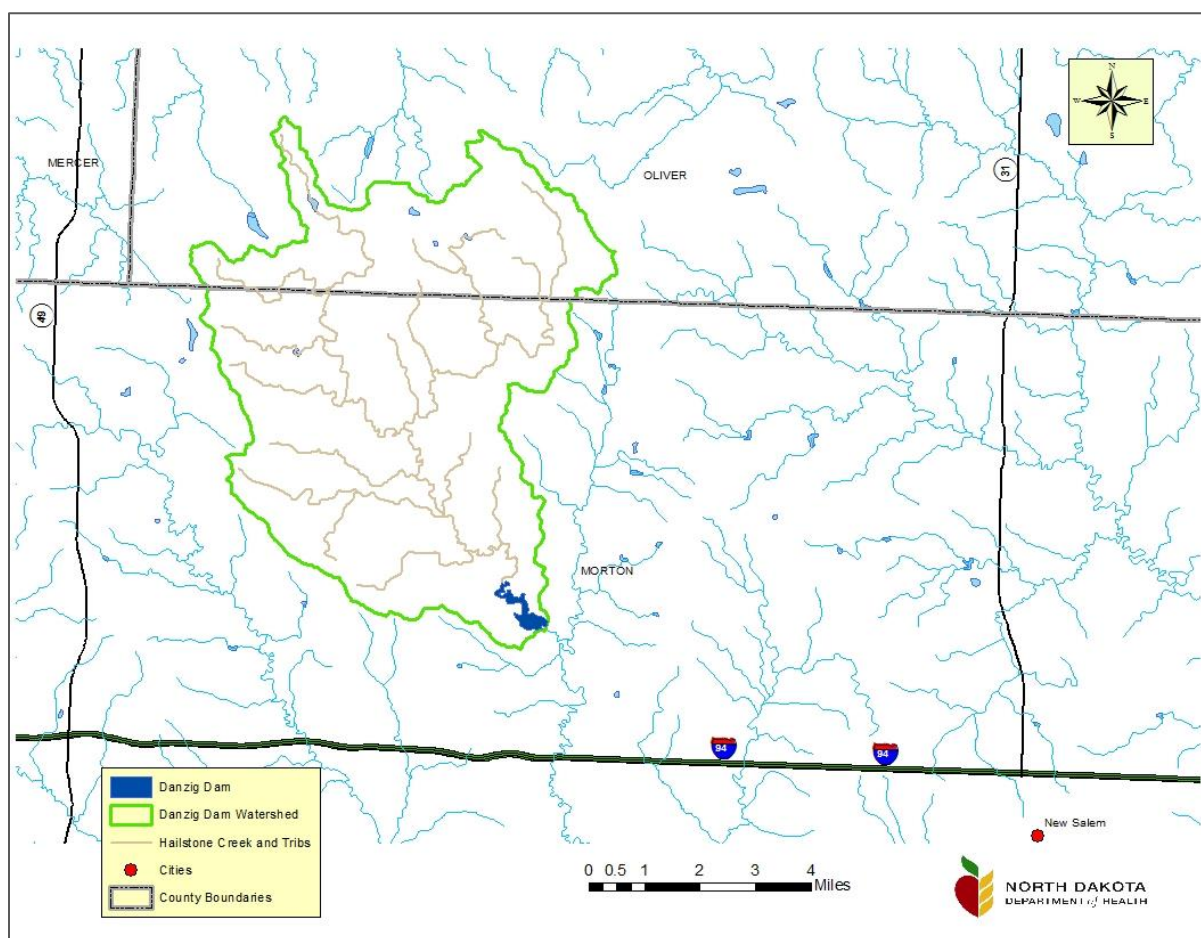 N
W E
S
MERCER
OLIVER
31
49
MORTON
94
94
Danzig Dam
Danzig Dam Watershed
Hailstone Creek and Tribs
Cities
County Boundaries
New Salem
0 0.5 1 2 3 4
Miles
NORTH DAKOTA
DEPARTMENT of HEALTH